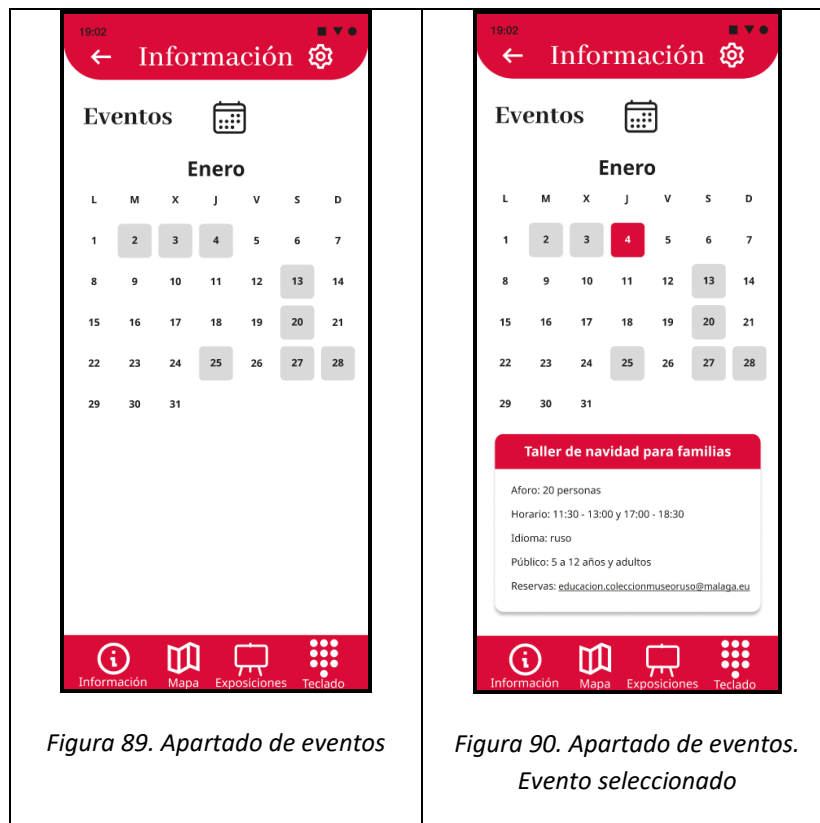 19:02
Información
Eventos
Enero
L M X J V S D
1 2 3 4 5 6 7
8 9 10 11 12 13 14
15 16 17 18 19 20 21
22 23 24 25 26 27 28
29 30 31
Información Mapa Exposiciones Teclado
Figura 89. Apartado de eventos
19:02
Información
Eventos
Enero
L M X J V S D
1 2 3 4 5 6 7
8 9 10 11 12 13 14
15 16 17 18 19 20 21
22 23 24 25 26 27 28
29 30 31
Taller de navidad para familias
Aforo: 20 personas
Horario: 11:30 - 13:00 y 17:00 - 18:30
Idioma: ruso
Público: 5 a 12 años y adultos
Reservas: educacion.coleccionmuseoruso@malaga.eu
Información Mapa Exposiciones Teclado
Figura 90. Apartado de eventos.
Evento seleccionado